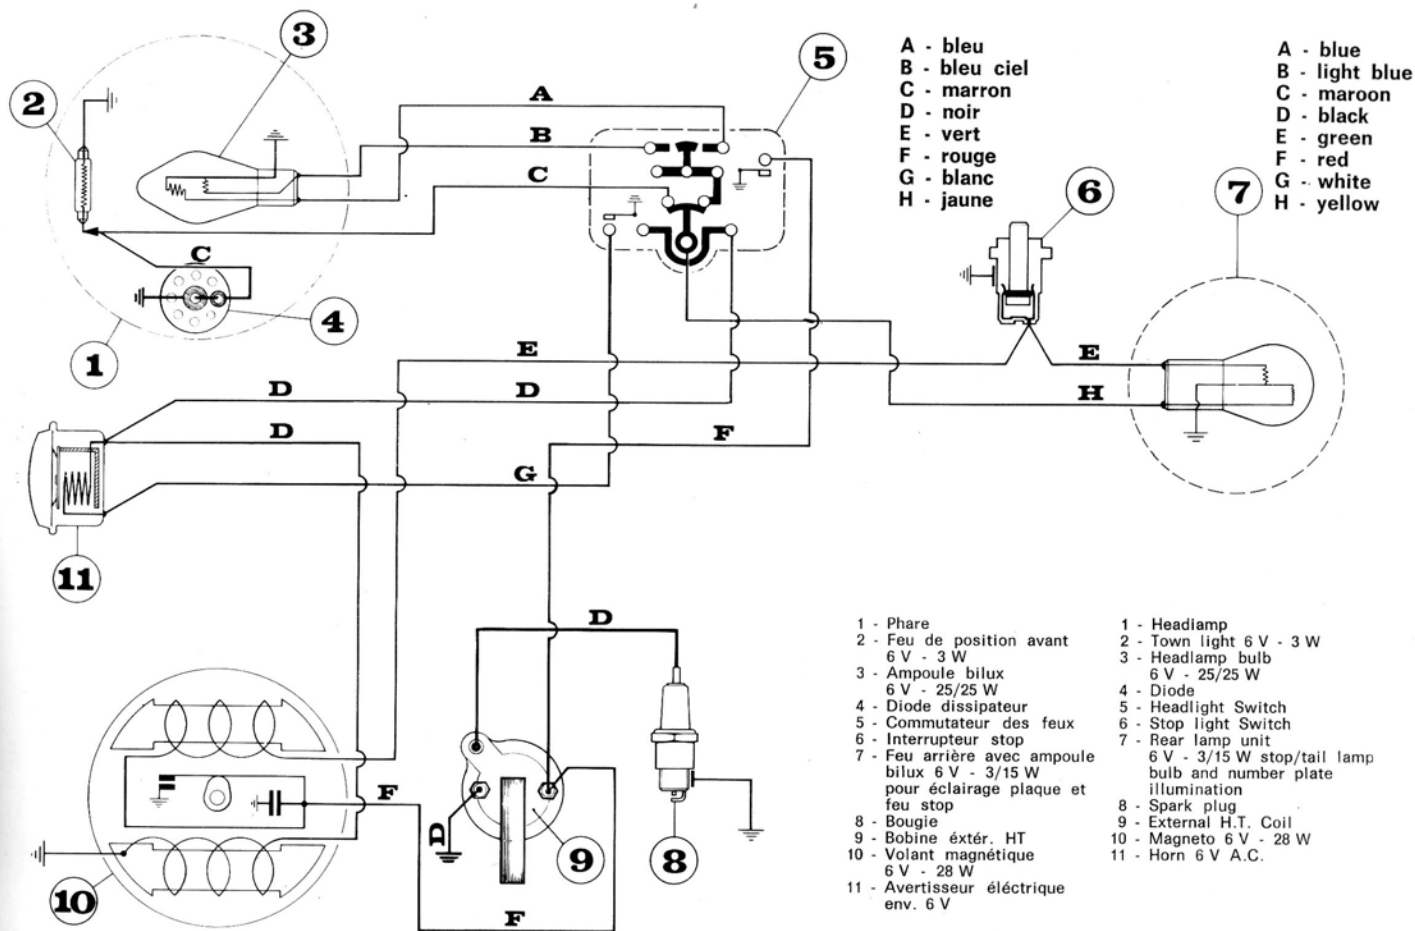 3
2
A
B
C
C
4
1
5
A - bleu
B - bleu ciel
C - marron
D - noir
E - vert
F - rouge
G - blanc
H - jaune
A - blue
B - light blue
C - maroon
D - black
E - green
F - red
G - white
H - yellow
6
7
E
E
D
D
H
D
F
G
11
D
F
D
9
8
10
F
1 - Phare
2 - Feu de position avant
6 V - 3 W
3 - Ampoule bilux
6 V - 25/25 W
4 - Diode dissipateur
5 - Commutateur des feux
6 - Interrupteur stop
7 - Feu arrière avec ampoule
bilux 6 V - 3/15 W
pour éclairage plaque et
feu stop
8 - Bougie
9 - Bobine éxtér. HT
10 - Volant magnétique
6 V - 28 W
11 - Avertisseur éléctrique
env. 6 V
1 - Headlamp
2 - Town light 6 V - 3 W
3 - Headlamp bulb
6 V - 25/25 W
4 - Diode
5 - Headlight Switch
6 - Stop light Switch
7 - Rear lamp unit
6 V - 3/15 W stop/tail lamp
bulb and number plate
illumination
8 - Spark plug
9 - External H.T. Coil
10 - Magneto 6 V - 28 W
11 - Horn 6 V A.C.